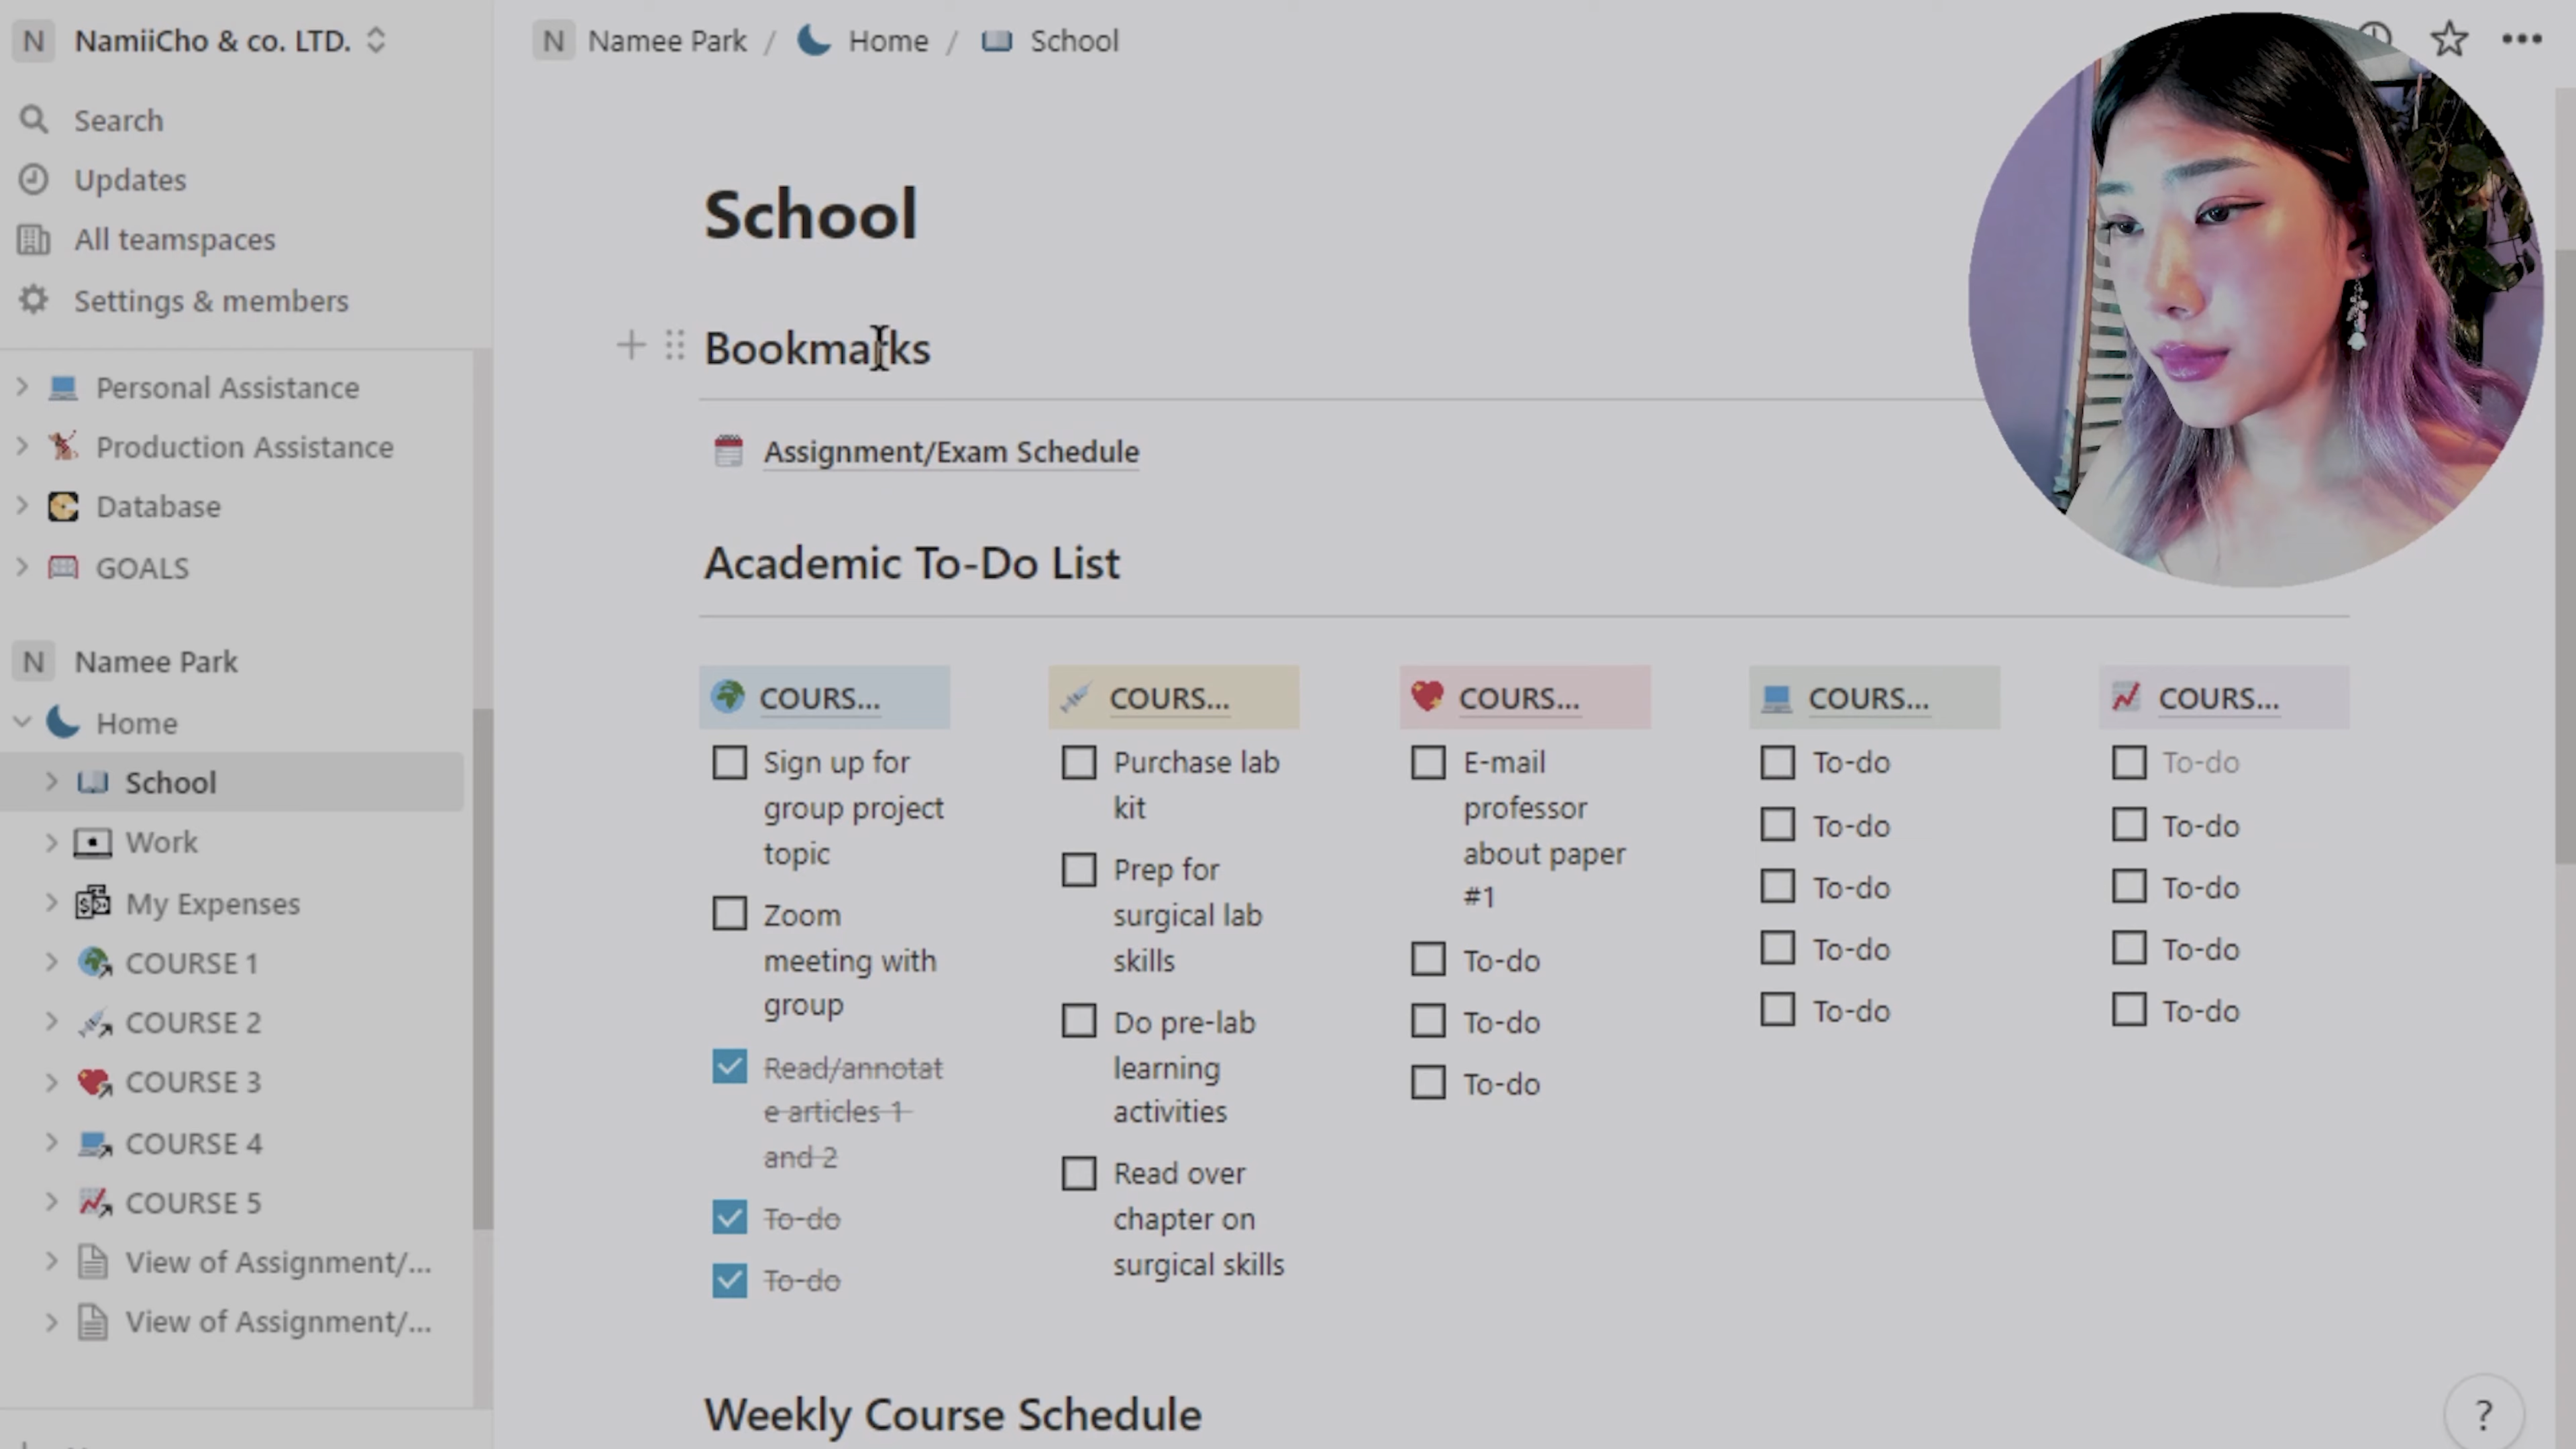 N NamiiCho & co. LTD.
Search
Updates
All teamspaces
Settings & members
Personal Assistance
Production Assistance
Database
GOALS
N Namee Park
Home
School
Work
My Expenses
COURSE 1
COURSE 2
COURSE 3
COURSE 4
COURSE 5
View of Assignment/...
View of Assignment/...
N Namee Park / Home / School
School
Bookmarks
Assignment/Exam Schedule
Academic To-Do List
COURS...
Sign up for
group project
topic
Zoom
meeting with
group
Read/annotat
e articles 1
and 2
To-do
To-do
COURS...
Purchase lab
kit
Prep for
surgical lab
skills
Do pre-lab
learning
activities
Read over
chapter on
surgical skills
COURS...
E-mail
professor
about paper
#1
To-do
To-do
To-do
COURS...
To-do
To-do
To-do
To-do
To-do
COURS...
To-do
To-do
To-do
To-do
To-do
Weekly Course Schedule
?